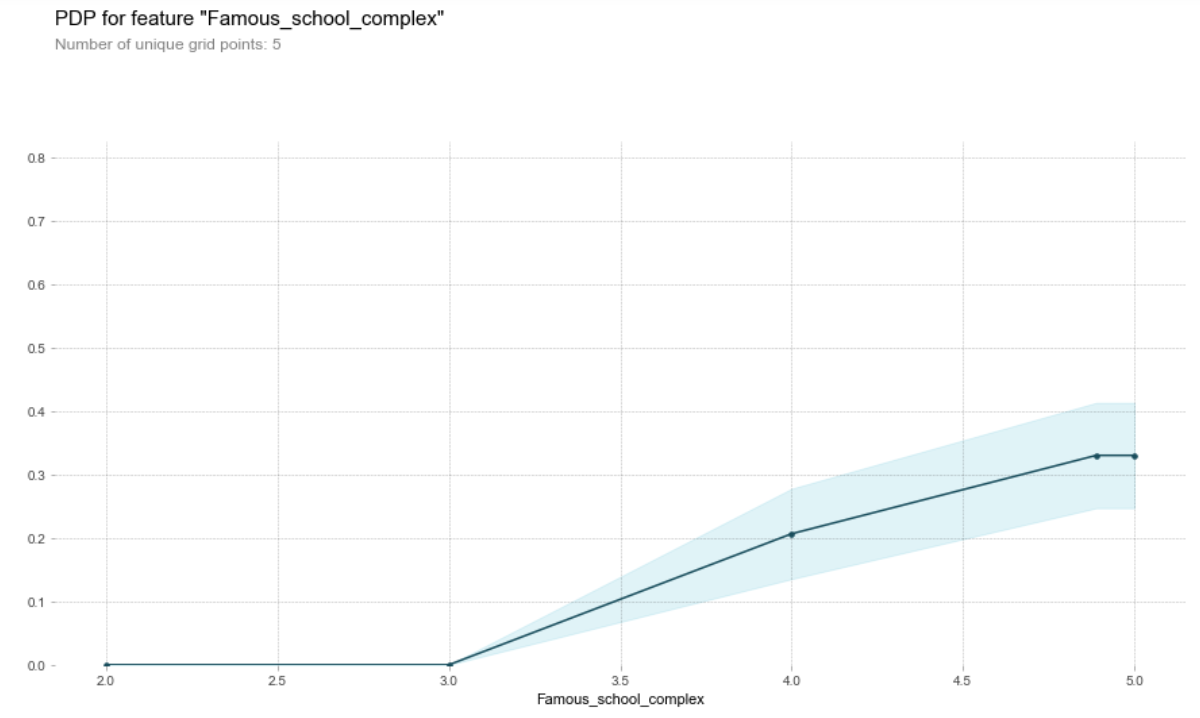 PDP for feature "Famous_school_complex"
Number of unique grid points: 5
0.8
0.7
0.6
0.5
0.4
0.3
0.2
0.1
0.0
2.0 2.5 3.0 3.5 4.0 4.5 5.0
Famous_school_complex